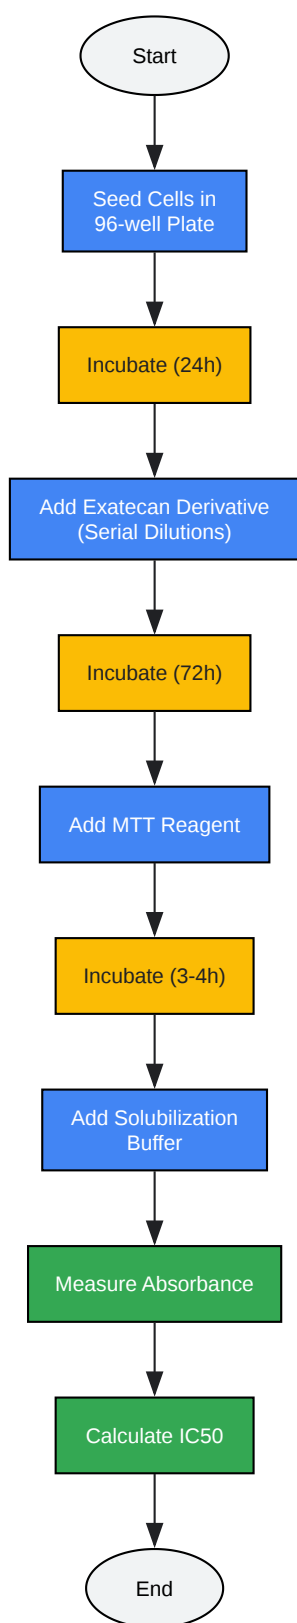 Start
Seed Cells in
96-well Plate
Incubate (24h)
Add Exatecan Derivative
(Serial Dilutions)
Incubate (72h)
Add MTT Reagent
Incubate (3-4h)
Add Solubilization
Buffer
Measure Absorbance
Calculate IC50
End